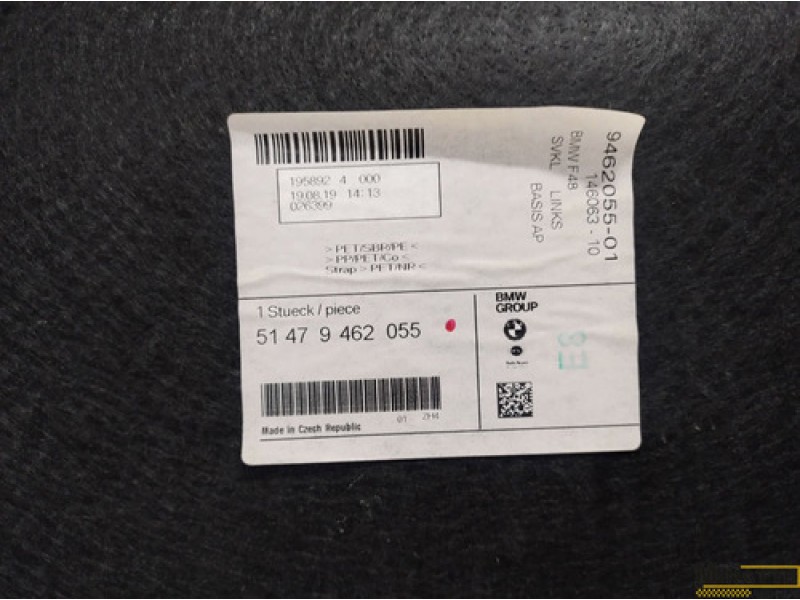 195892 4 000
19.08.19 14:13
026399
> PET/SBR/PE <
> PP/PET/Co <
Strap > PET/NR <
9462055-01
146063 - 10
BMW F48
SVKL LINKS
BASIS AP
1 Stueck / piece
51 47 9 462 055
BMW
GROUP
Made in Czech Republic
01 ZH4